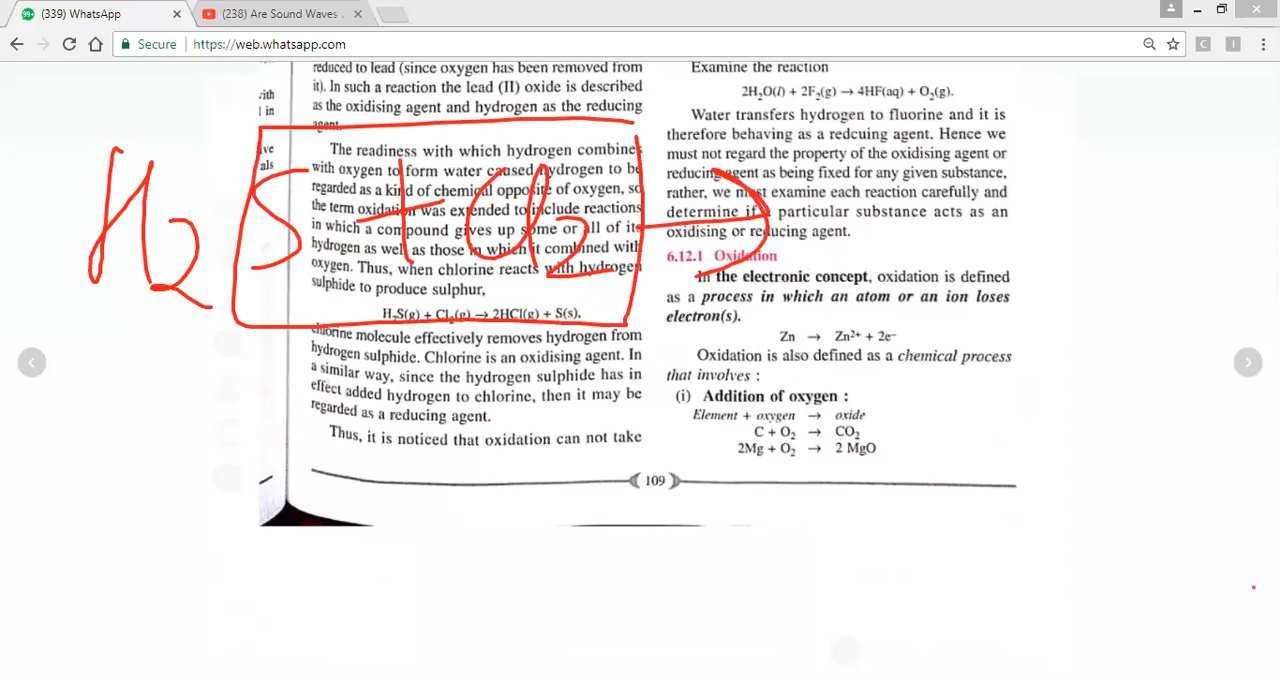 (339) WhatsApp
(238) Are Sound Waves
Secure
https://web.whatsapp.com
reduced to lead (since oxygen has been removed from
it). In such a reaction the lead (II) oxide is described
as the oxidising agent and hydrogen as the reducing
agent.
The readiness with which hydrogen combines
with oxygen to form water caused hydrogen to be
regarded as a kind of chemical opposite of oxygen, so
the term oxidation was extended to include reactions
in which a compound gives up some or all of its
hydrogen as well as those in which it combined with
oxygen. Thus, when chlorine reacts with hydrogen
sulphide to produce sulphur,
H₂S(g) + Cl₂(g) → 2HCl(g) + S(s).
chlorine molecule effectively removes hydrogen from
hydrogen sulphide. Chlorine is an oxidising agent. In
a similar way, since the hydrogen sulphide has in
effect added hydrogen to chlorine, then it may be
regarded as a reducing agent.
Thus, it is noticed that oxidation can not take
ith
in
ve
als
H₂S + Cl₂ →
Examine the reaction
2H₂O(l) + 2F₂(g) → 4HF(aq) + O₂(g).
Water transfers hydrogen to fluorine and it is
therefore behaving as a redcuing agent. Hence we
must not regard the property of the oxidising agent or
reducing agent as being fixed for any given substance,
rather, we must examine each reaction carefully and
determine if particular substance acts as an
oxidising or reducing agent.
6.12.1 Oxidation
In the electronic concept, oxidation is defined
as a process in which an atom or an ion loses
electron(s).
Zn → Zn²⁺ + 2e⁻
Oxidation is also defined as a chemical process
that involves :
(i) Addition of oxygen :
Element + oxygen → oxide
C + O₂ → CO₂
2Mg + O₂ → 2 MgO
109